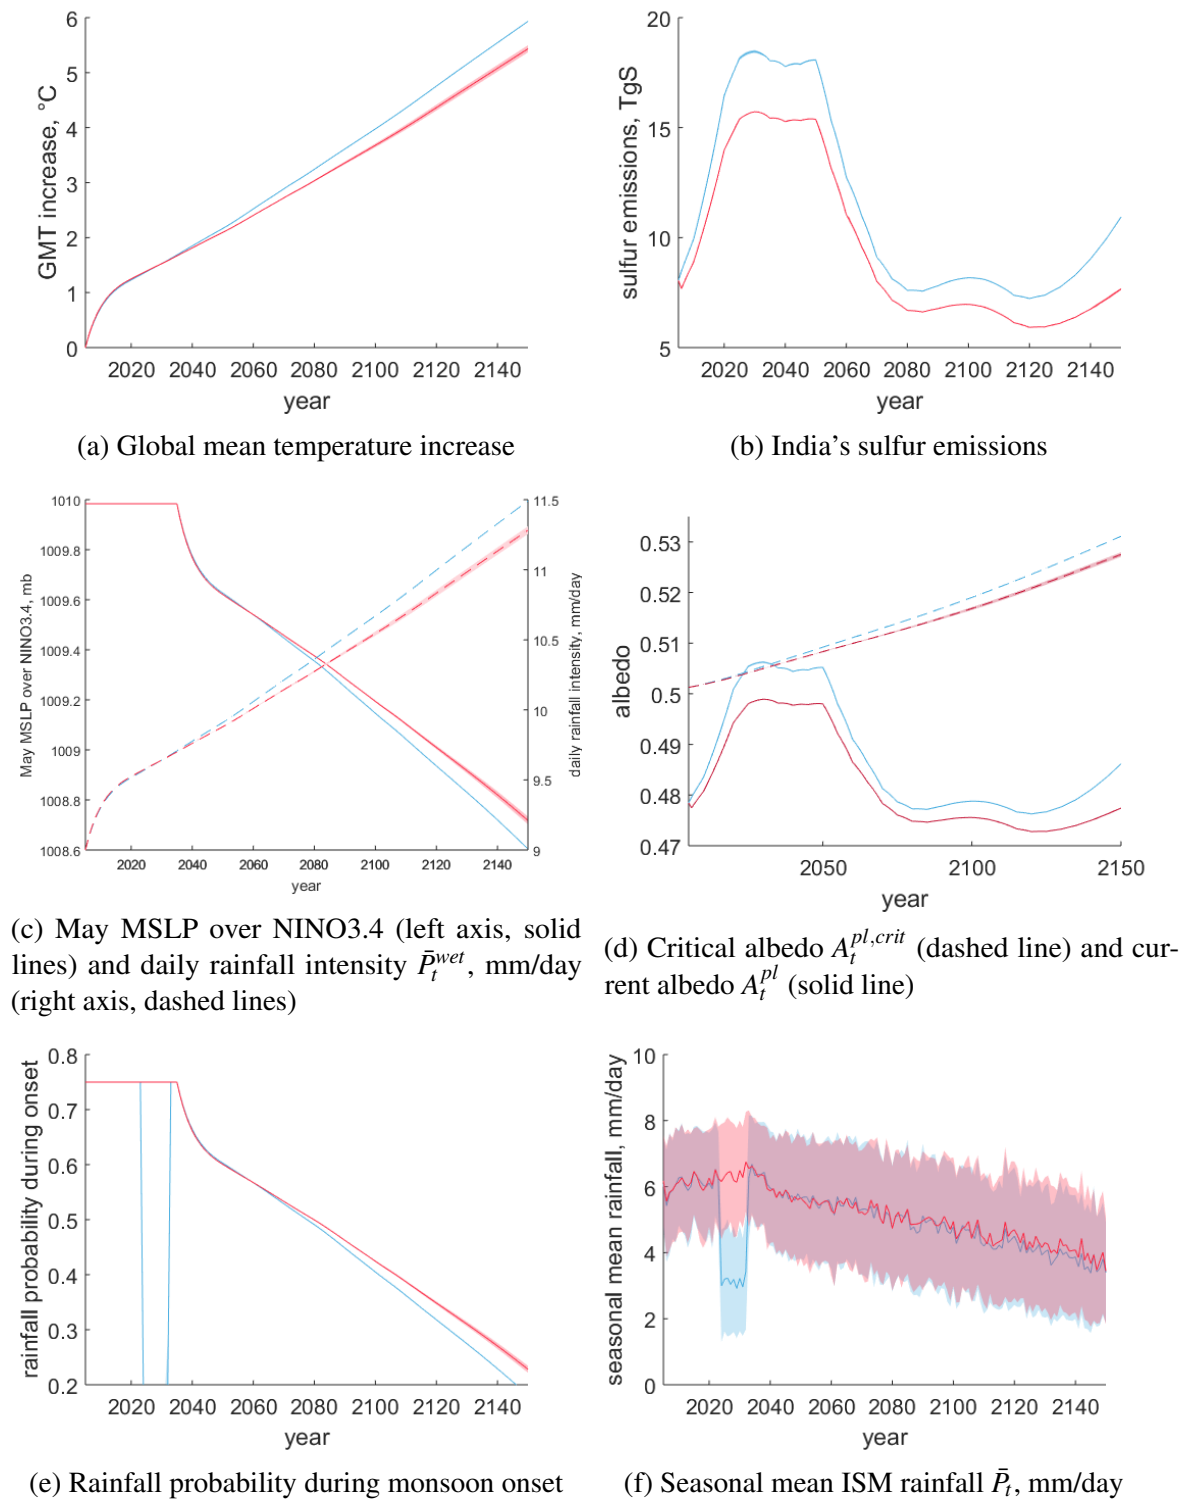 6
5
4
3
2
1
0
GMT increase, °C
2020 2040 2060 2080 2100 2120 2140
year
(a) Global mean temperature increase
20
15
10
5
sulfur emissions, TgS
2020 2040 2060 2080 2100 2120 2140
year
(b) India's sulfur emissions
1010
1009.8
1009.6
1009.4
1009.2
1009
1008.8
1008.6
May MSLP over NINO3.4, mb
11.5
11
10.5
10
9.5
9
daily rainfall intensity, mm/day
2020 2040 2060 2080 2100 2120 2140
year
(c) May MSLP over NINO3.4 (left axis, solid
lines) and daily rainfall intensity P̄_t^{wet}, mm/day
(right axis, dashed lines)
0.53
0.52
0.51
0.5
0.49
0.48
0.47
albedo
2050 2100 2150
year
(d) Critical albedo A_t^{pl,crit} (dashed line) and cur-
rent albedo A_t^{pl} (solid line)
0.8
0.7
0.6
0.5
0.4
0.3
0.2
rainfall probability during onset
2020 2040 2060 2080 2100 2120 2140
year
(e) Rainfall probability during monsoon onset
10
8
6
4
2
0
seasonal mean rainfall, mm/day
2020 2040 2060 2080 2100 2120 2140
year
(f) Seasonal mean ISM rainfall P̄_t, mm/day